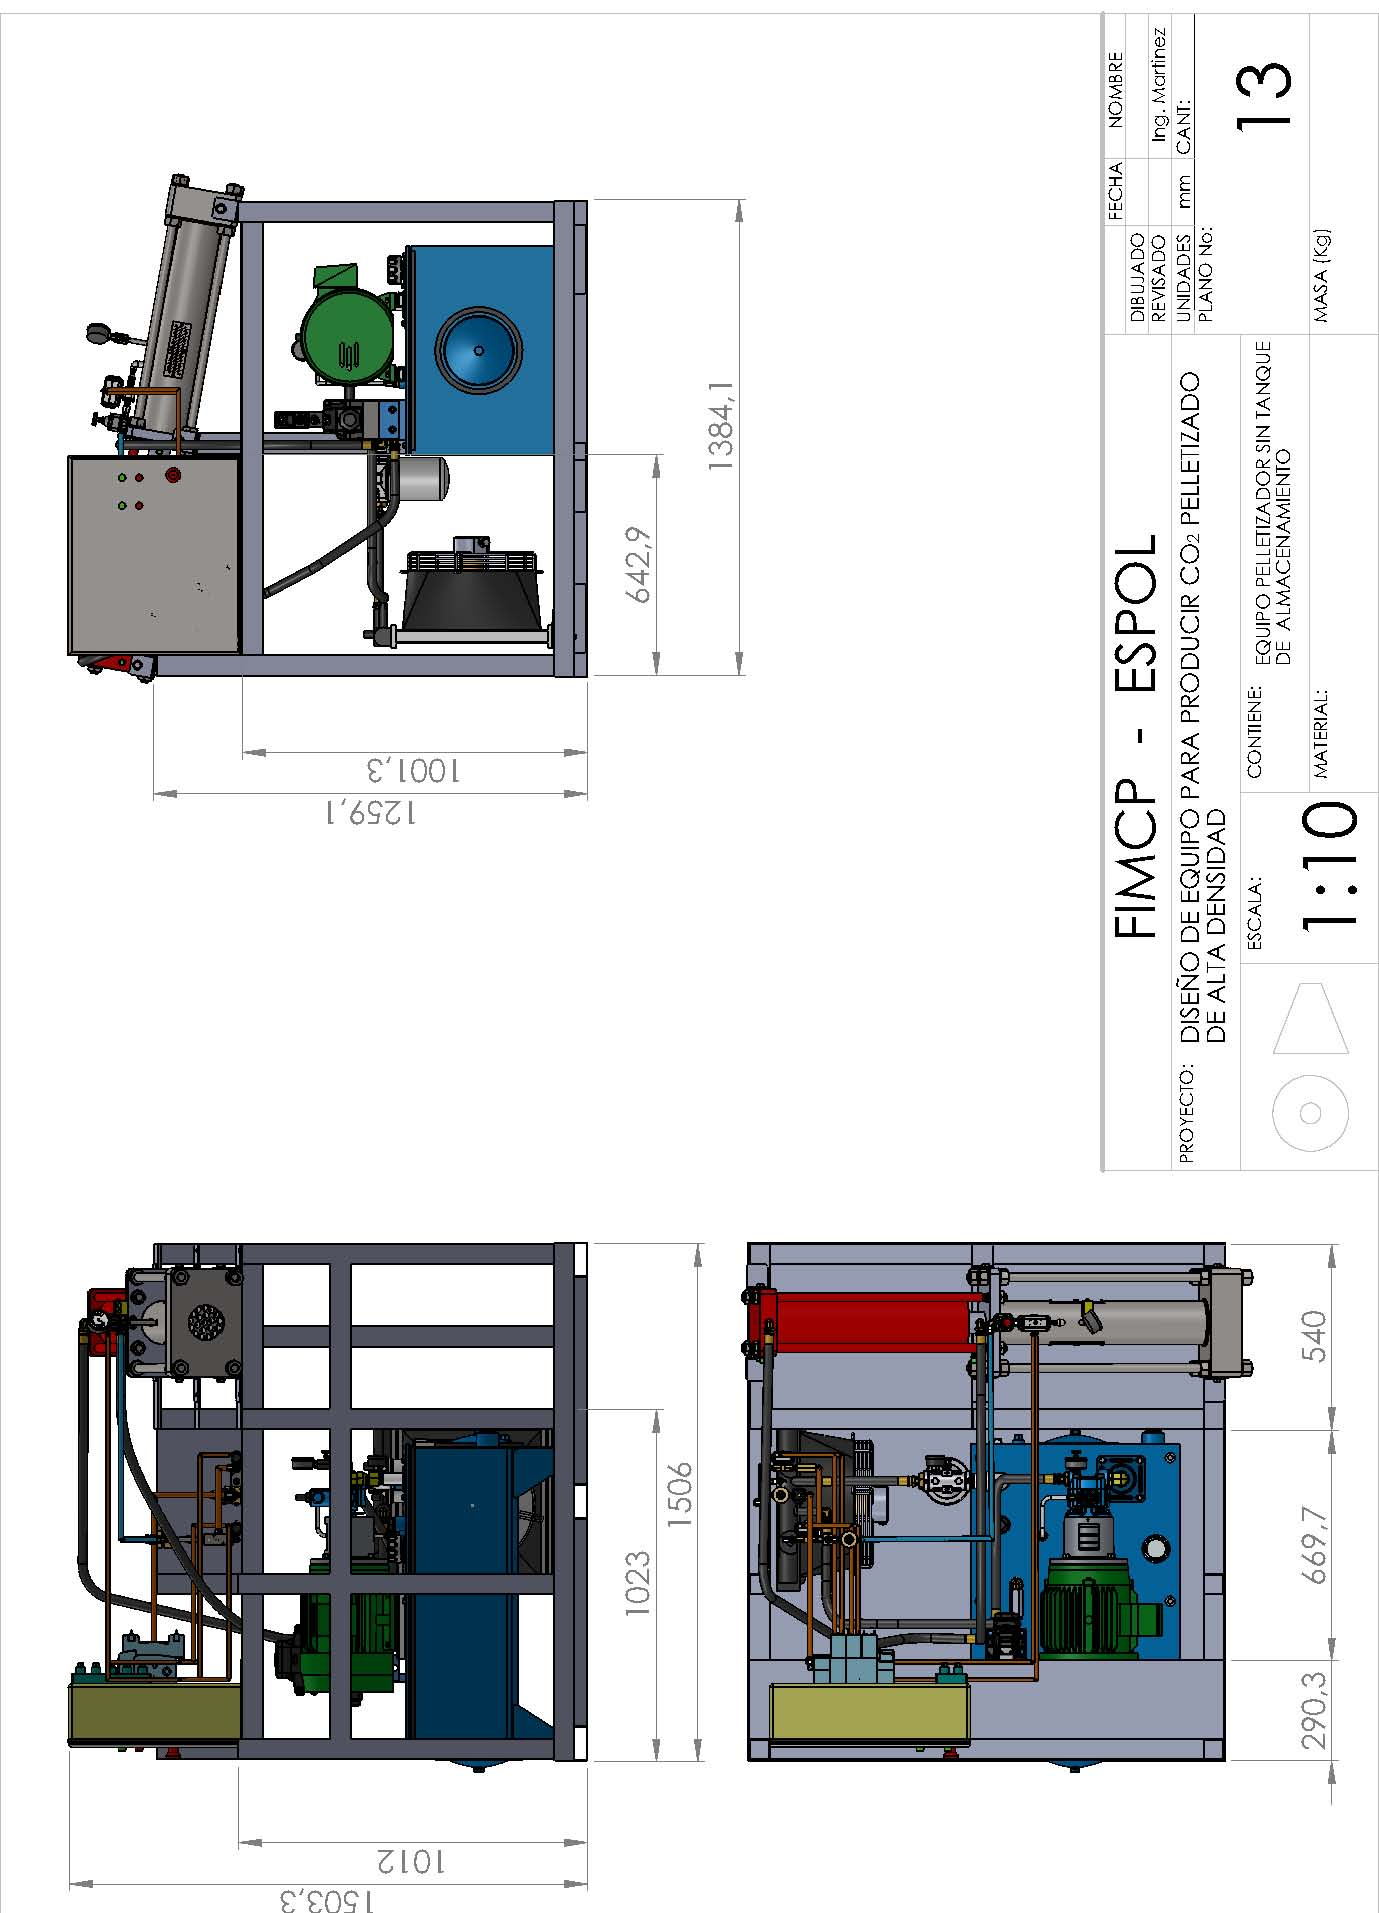 1384,1
642,9
1001,3
1259,1
1506
1023
1012
1503,3
540
669,7
290,3
FIMCP - ESPOL
FECHA NOMBRE
DIBUJADO
REVISADO Ing. Martinez
UNIDADES mm CANT:
PLANO No:
13
PROYECTO: DISEÑO DE EQUIPO PARA PRODUCIR CO2 PELLETIZADO
DE ALTA DENSIDAD
ESCALA:
1:10
CONTIENE: EQUIPO PELLETIZADOR SIN TANQUE
DE ALMACENAMIENTO
MATERIAL:
MASA (Kg)